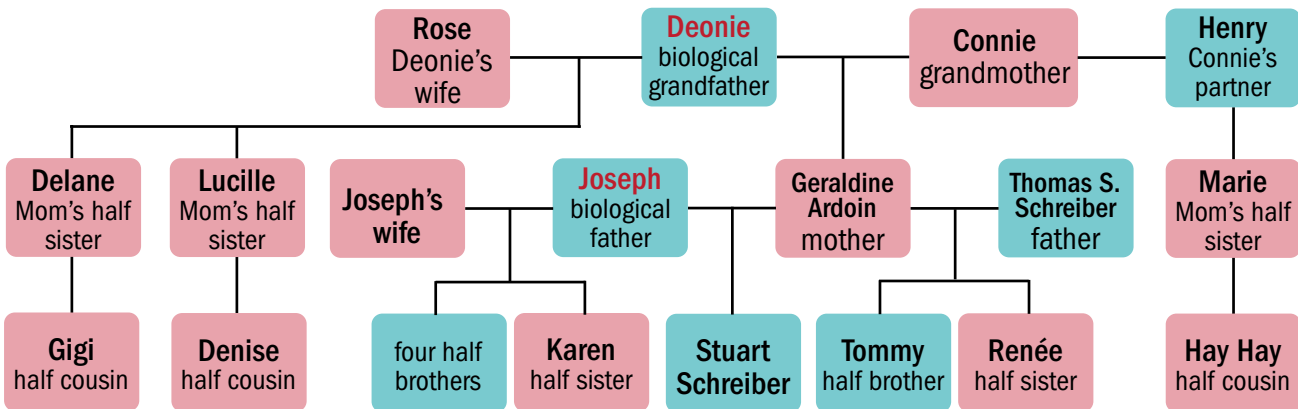 Rose
Deonie's
wife
Deonie
biological
grandfather
Connie
grandmother
Henry
Connie's
partner
Delane
Mom's half
sister
Lucille
Mom's half
sister
Joseph's
wife
Joseph
biological
father
Geraldine
Ardoin
mother
Thomas S.
Schreiber
father
Marie
Mom's half
sister
Gigi
half cousin
Denise
half cousin
four half
brothers
Karen
half sister
Stuart
Schreiber
Tommy
half brother
Renée
half sister
Hay Hay
half cousin